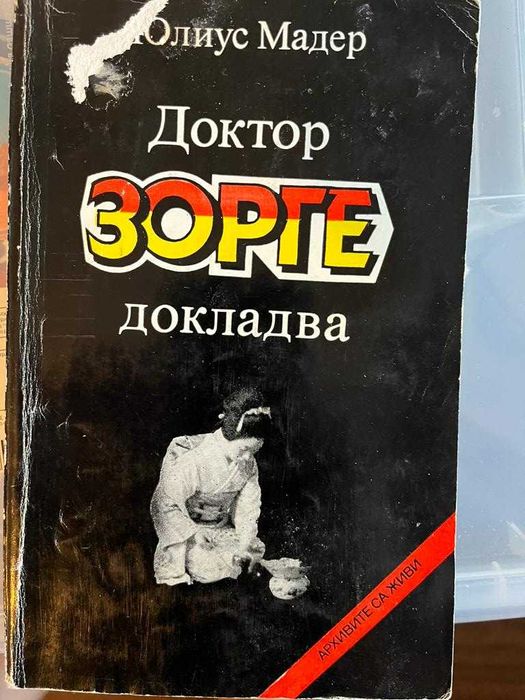 Юлиус Мадер
Доктор
ЗОРГЕ
докладва
АРХИВИТЕ СА ЖИВИ